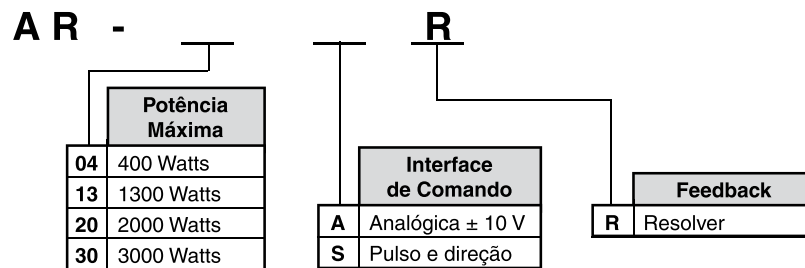 AR - R
Potência
Máxima
04 400 Watts
13 1300 Watts
20 2000 Watts
30 3000 Watts
Interface
de Comando
A Analógica ± 10 V
S Pulso e direção
Feedback
R Resolver